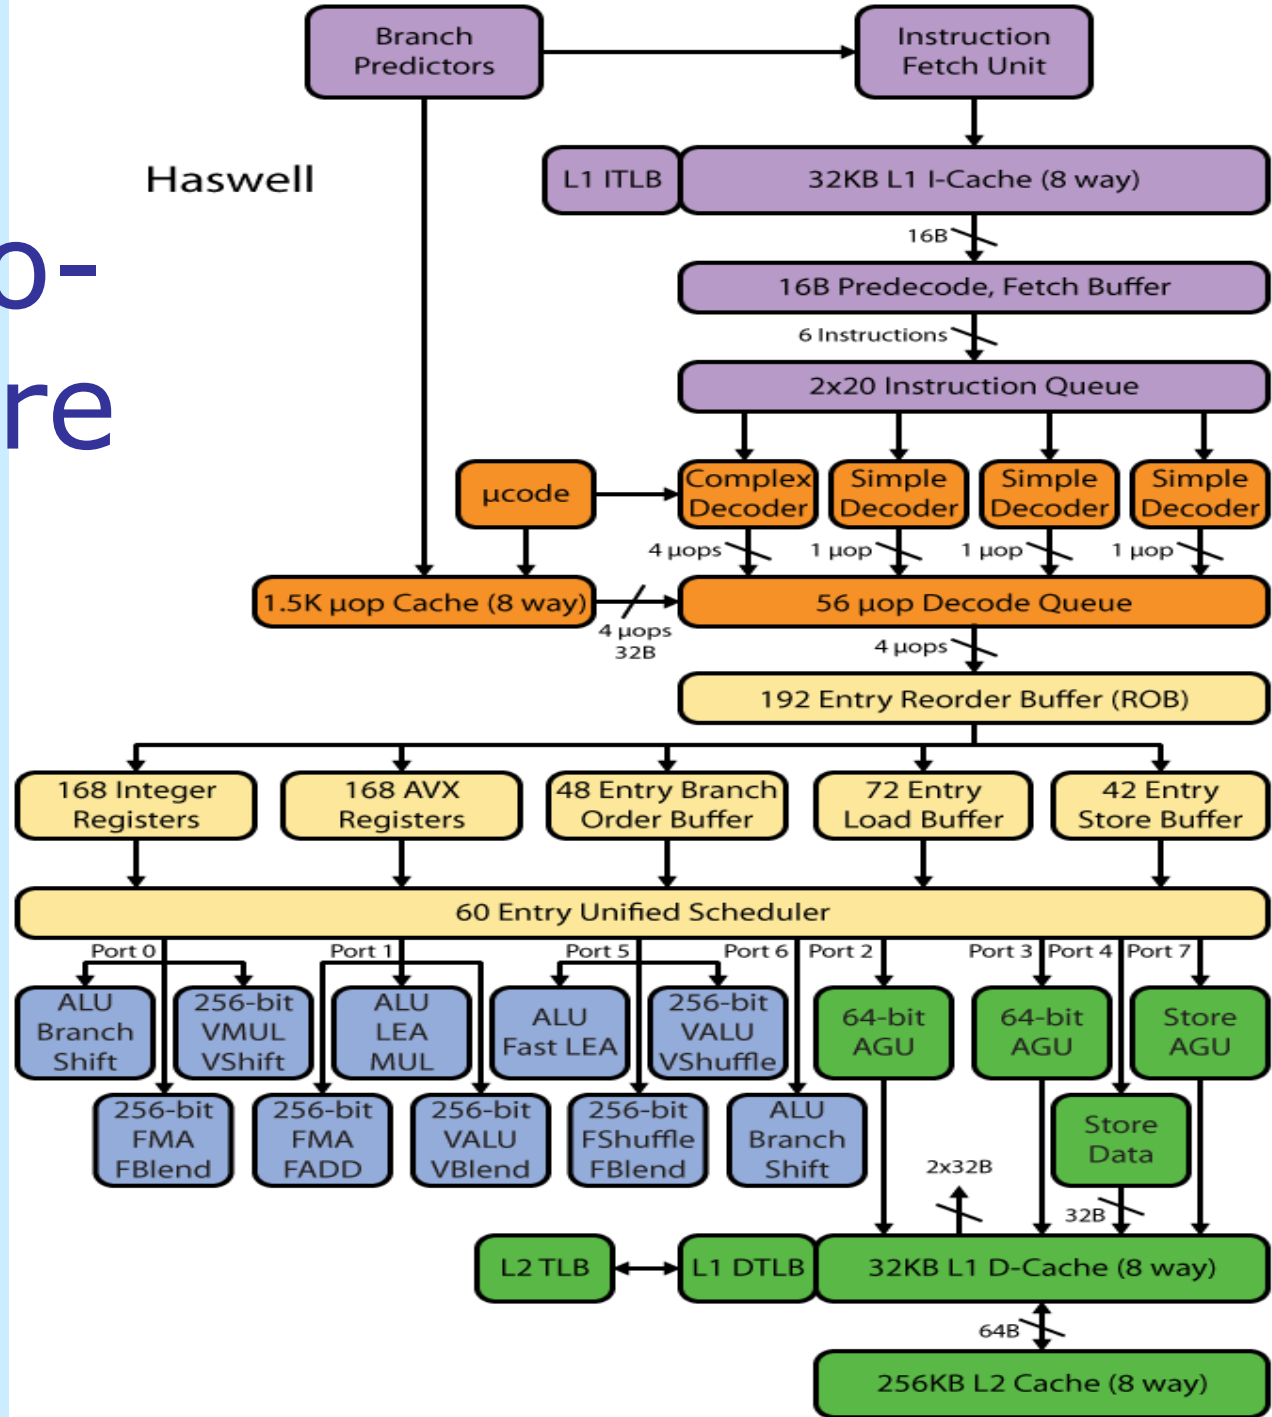 Branch
Predictors
Instruction
Fetch Unit
Haswell
L1 ITLB
32KB L1 I-Cache (8 way)
16B
o-
16B Predecode, Fetch Buffer
6 Instructions
re
2x20 Instruction Queue
µcode
Complex
Decoder
Simple
Decoder
Simple
Decoder
Simple
Decoder
4 µops
1 µop
1 µop
1 µop
1.5K µop Cache (8 way)
4 µops
32B
56 µop Decode Queue
4 µops
192 Entry Reorder Buffer (ROB)
168 Integer
Registers
168 AVX
Registers
48 Entry Branch
Order Buffer
72 Entry
Load Buffer
42 Entry
Store Buffer
60 Entry Unified Scheduler
Port 0
Port 1
Port 5
Port 6
Port 2
Port 3
Port 4
Port 7
ALU
Branch
Shift
256-bit
VMUL
VShift
ALU
LEA
MUL
ALU
Fast LEA
256-bit
VALU
VShuffle
64-bit
AGU
64-bit
AGU
Store
AGU
256-bit
FMA
FBlend
256-bit
FMA
FADD
256-bit
VALU
VBlend
256-bit
FShuffle
FBlend
ALU
Branch
Shift
Store
Data
2x32B
32B
L2 TLB
L1 DTLB
32KB L1 D-Cache (8 way)
64B
256KB L2 Cache (8 way)